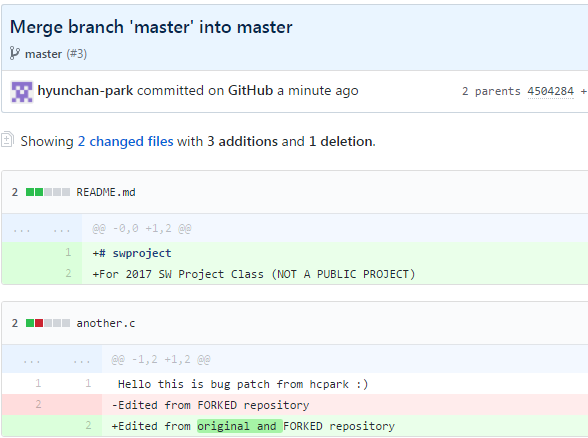 Merge branch 'master' into master
master (#3)
hyunchan-park committed on GitHub a minute ago 2 parents 4504284 +
Showing 2 changed files with 3 additions and 1 deletion.
2 README.md
... ... @@ -0,0 +1,2 @@
1 +# swproject
2 +For 2017 SW Project Class (NOT A PUBLIC PROJECT)
2 another.c
... ... @@ -1,2 +1,2 @@
1 1 Hello this is bug patch from hcpark :)
2 -Edited from FORKED repository
2 +Edited from original and FORKED repository